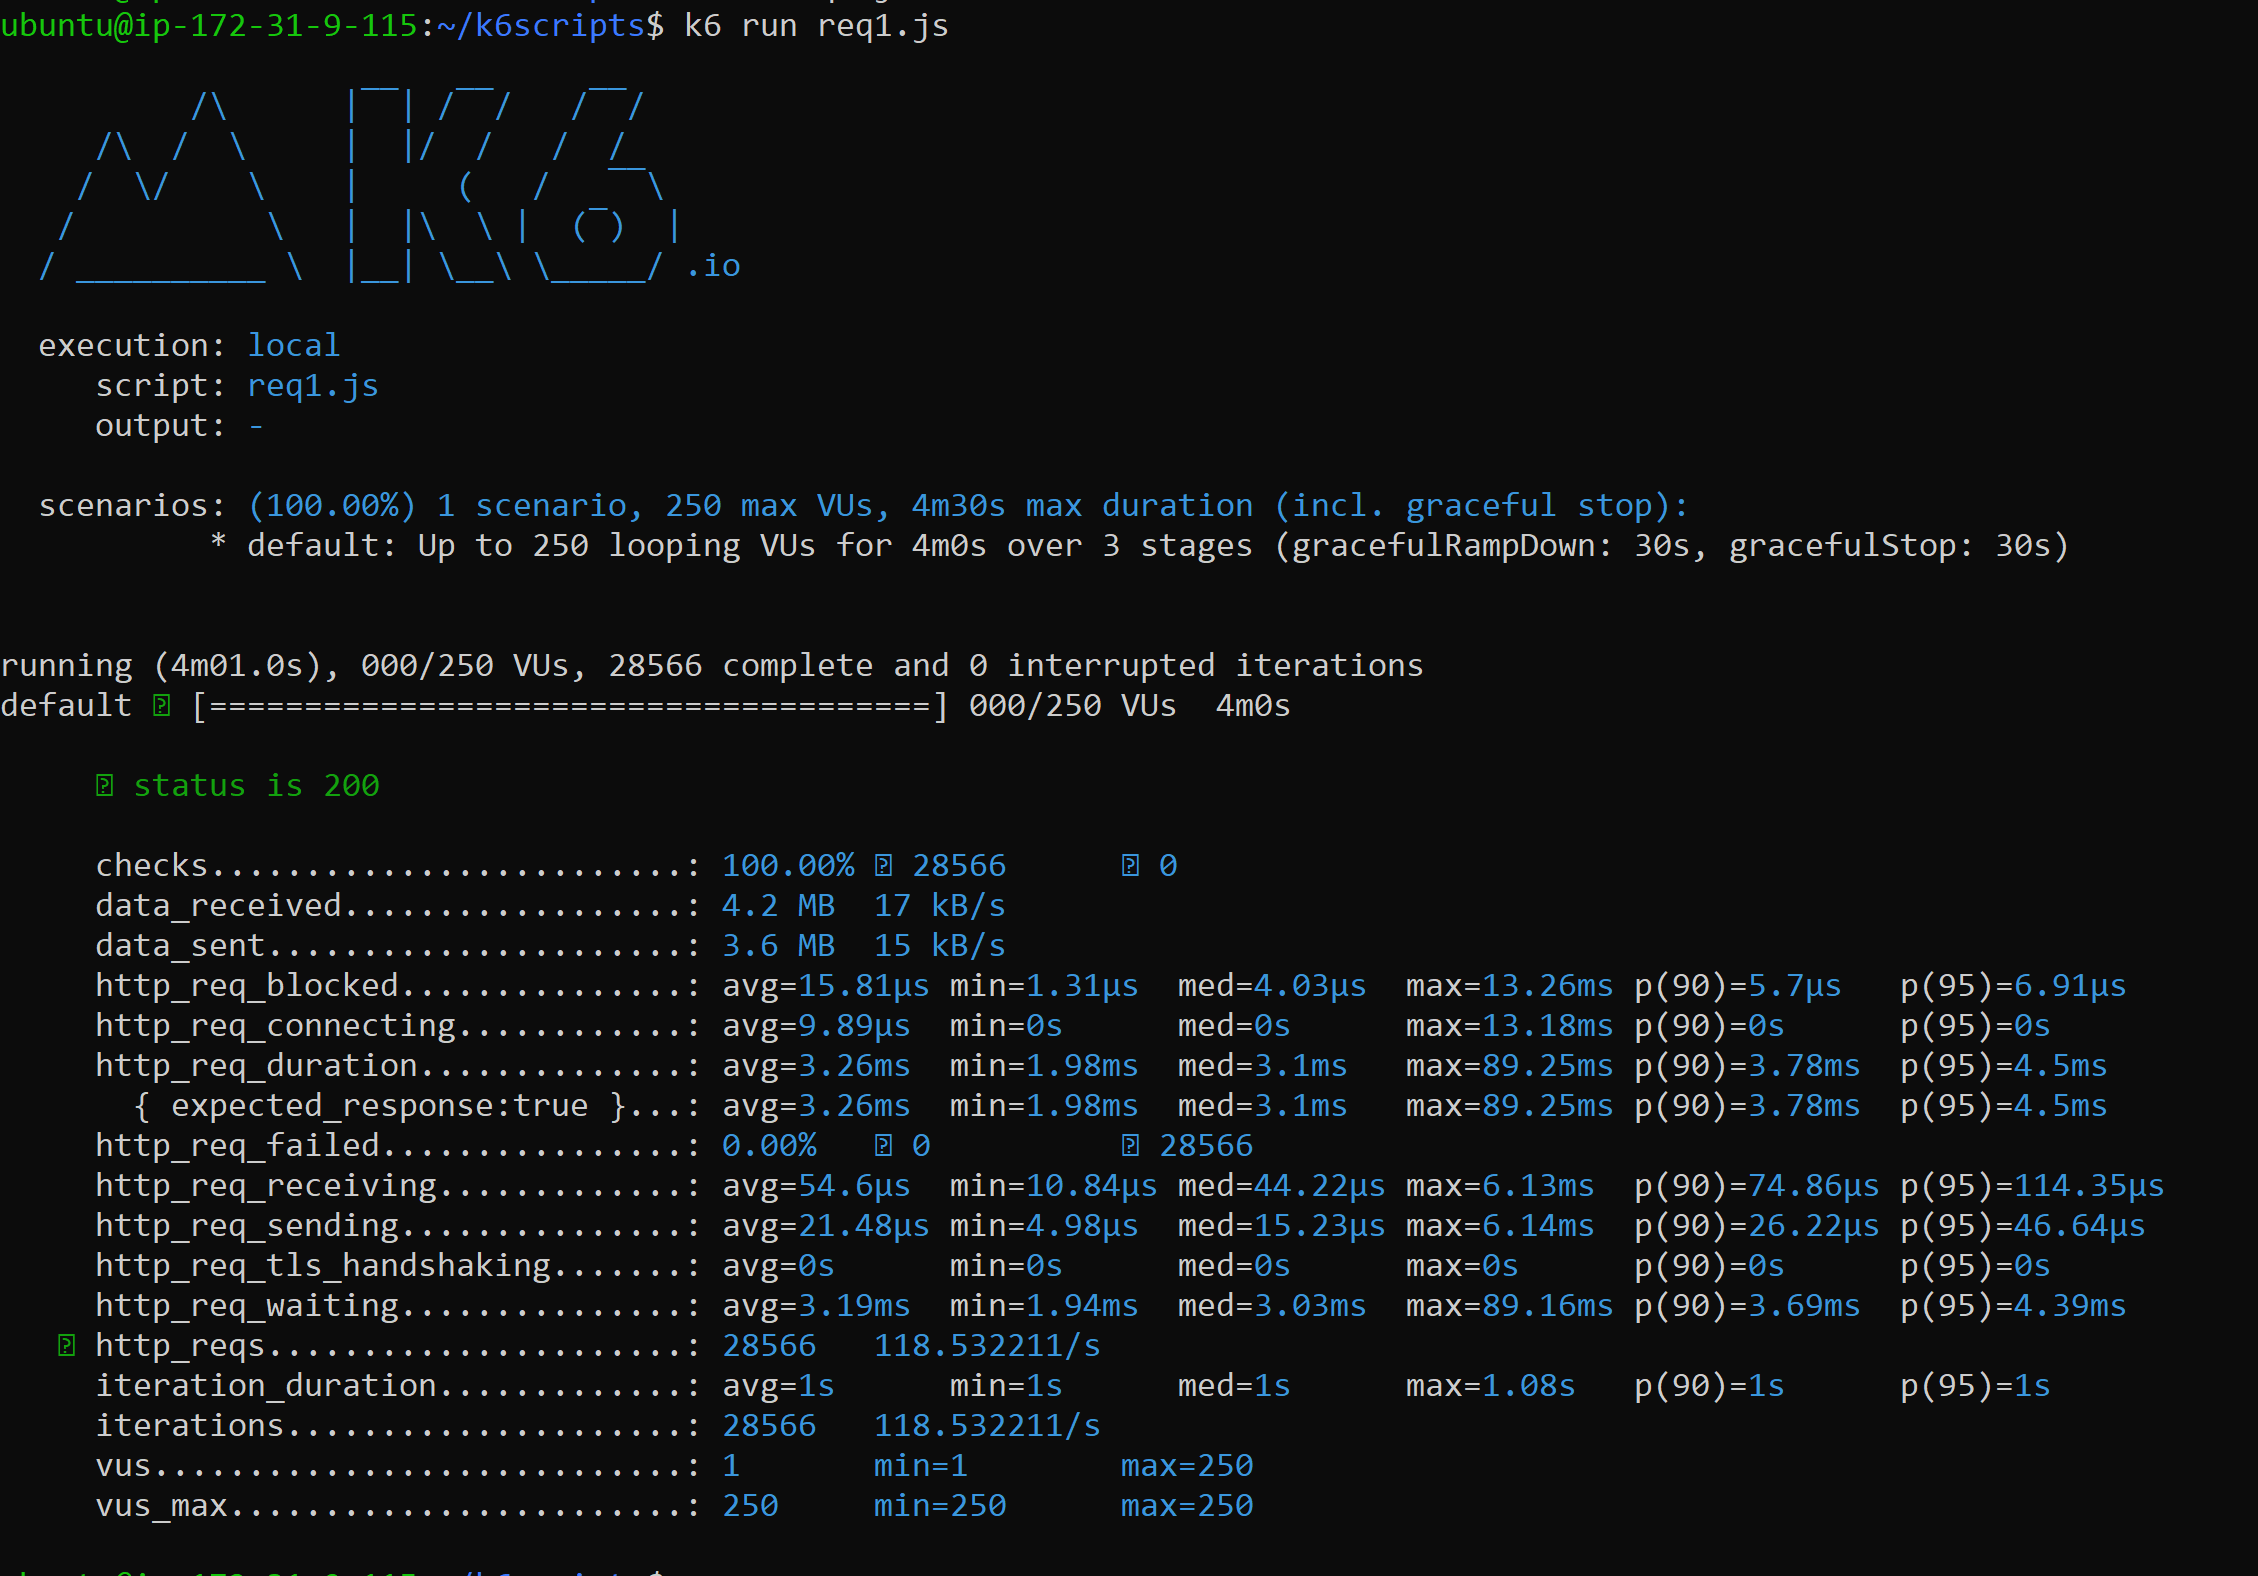 ubuntu@ip-172-31-9-115:~/k6scripts$ k6 run req1.js
          /\      |‾‾| /‾‾/   /‾‾/
     /\  /  \     |  |/  /   /  /
    /  \/    \    |     (   /   ‾‾\
   /          \   |  |\  \ |  (‾)  |
  / __________ \  |__| \__\ \_____/ .io
  execution: local
     script: req1.js
     output: -
  scenarios: (100.00%) 1 scenario, 250 max VUs, 4m30s max duration (incl. graceful stop):
           * default: Up to 250 looping VUs for 4m0s over 3 stages (gracefulRampDown: 30s, gracefulStop: 30s)
running (4m01.0s), 000/250 VUs, 28566 complete and 0 interrupted iterations
default ⍰ [======================================] 000/250 VUs  4m0s
     ⍰ status is 200
     checks.........................: 100.00% ⍰ 28566      ⍰ 0
     data_received..................: 4.2 MB  17 kB/s
     data_sent......................: 3.6 MB  15 kB/s
     http_req_blocked...............: avg=15.81µs min=1.31µs  med=4.03µs  max=13.26ms p(90)=5.7µs   p(95)=6.91µs
     http_req_connecting............: avg=9.89µs  min=0s      med=0s      max=13.18ms p(90)=0s      p(95)=0s
     http_req_duration..............: avg=3.26ms  min=1.98ms  med=3.1ms   max=89.25ms p(90)=3.78ms  p(95)=4.5ms
       { expected_response:true }...: avg=3.26ms  min=1.98ms  med=3.1ms   max=89.25ms p(90)=3.78ms  p(95)=4.5ms
     http_req_failed................: 0.00%   ⍰ 0          ⍰ 28566
     http_req_receiving.............: avg=54.6µs  min=10.84µs med=44.22µs max=6.13ms  p(90)=74.86µs p(95)=114.35µs
     http_req_sending...............: avg=21.48µs min=4.98µs  med=15.23µs max=6.14ms  p(90)=26.22µs p(95)=46.64µs
     http_req_tls_handshaking.......: avg=0s      min=0s      med=0s      max=0s      p(90)=0s      p(95)=0s
     http_req_waiting...............: avg=3.19ms  min=1.94ms  med=3.03ms  max=89.16ms p(90)=3.69ms  p(95)=4.39ms
   ⍰ http_reqs......................: 28566   118.532211/s
     iteration_duration.............: avg=1s      min=1s      med=1s      max=1.08s   p(90)=1s      p(95)=1s
     iterations.....................: 28566   118.532211/s
     vus............................: 1       min=1        max=250
     vus_max........................: 250     min=250      max=250